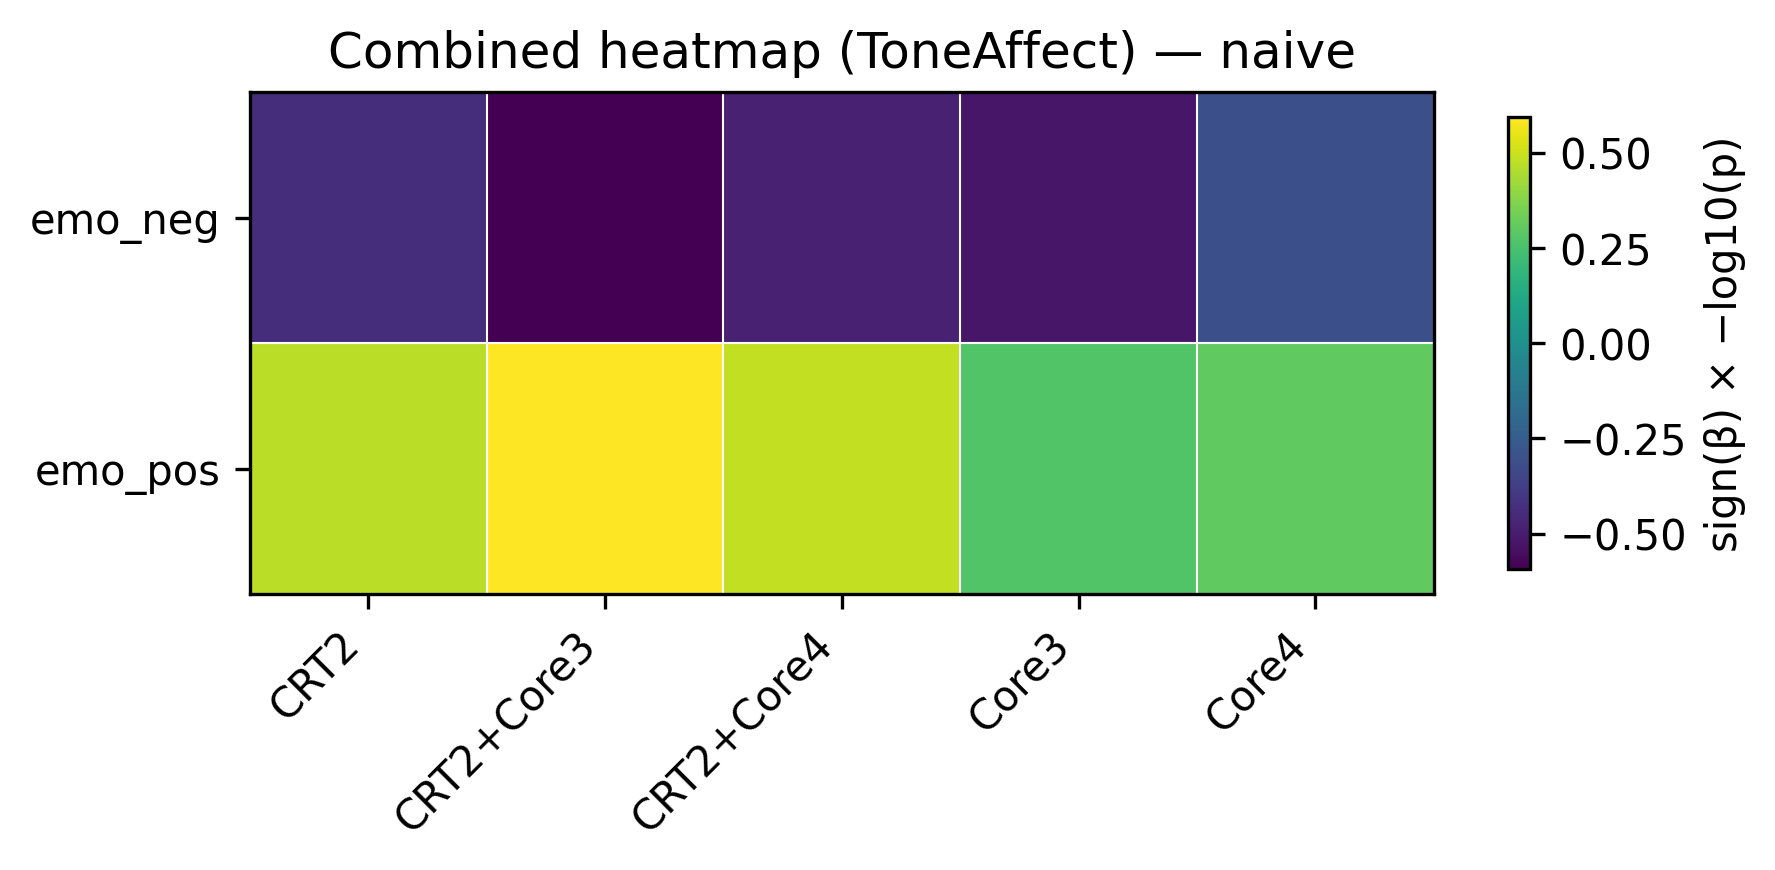 Combined heatmap (ToneAffect) — naive
emo_neg
emo_pos
CRT2
CRT2+Core3
CRT2+Core4
Core3
Core4
0.50
0.25
0.00
−0.25
−0.50
sign(β) × −log10(p)